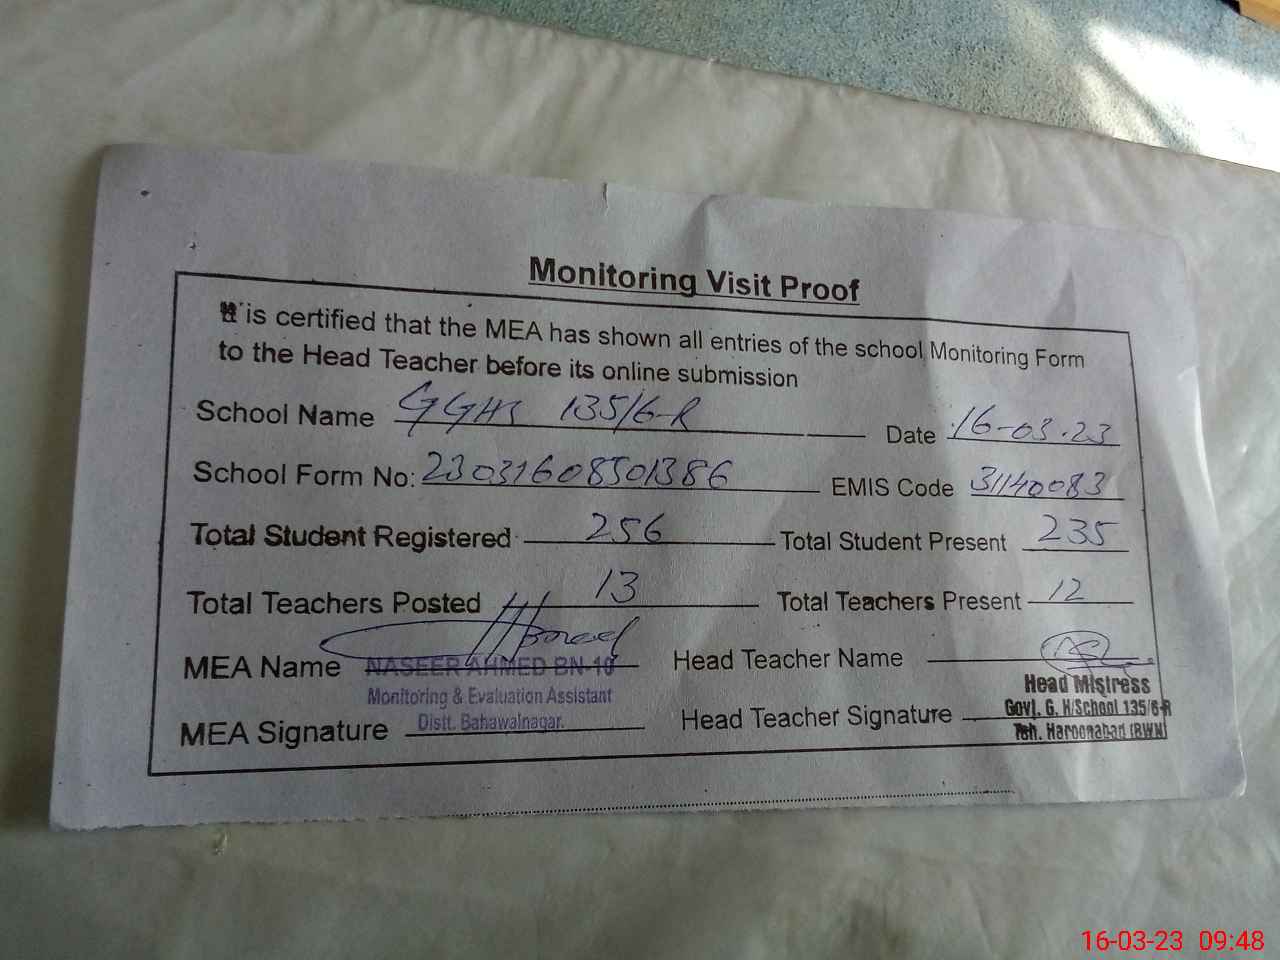 Monitoring Visit Proof
It is certified that the MEA has shown all entries of the school Monitoring Form
to the Head Teacher before its online submission
School Name GGHS 135/6-R Date 16-03-23
School Form No: 23031608501386 EMIS Code 31140083
Total Student Registered 256 Total Student Present 235
Total Teachers Posted 13 Total Teachers Present 12
MEA Name NASEER AHMED BN-10 Head Teacher Name
Monitoring & Evaluation Assistant
Distt. Bahawalnagar.
MEA Signature Head Teacher Signature
Head Mistress
Govt. G. H/School 135/6-R
Teh. Haroonabad (BWN)
16-03-23 09:48